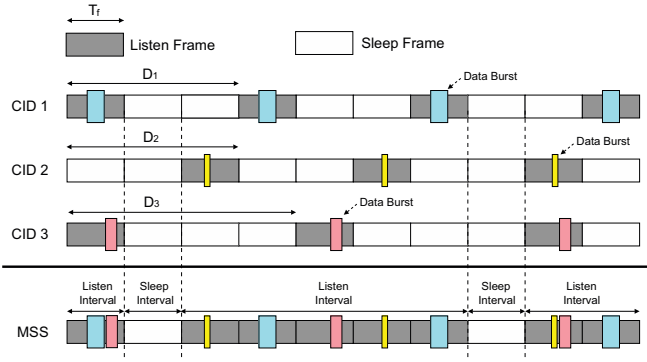 Tf
Listen Frame
Sleep Frame
D1
Data Burst
CID 1
D2
Data Burst
CID 2
D3
Data Burst
CID 3
Listen
Interval
Sleep
Interval
Listen
Interval
Sleep
Interval
Listen
Interval
MSS